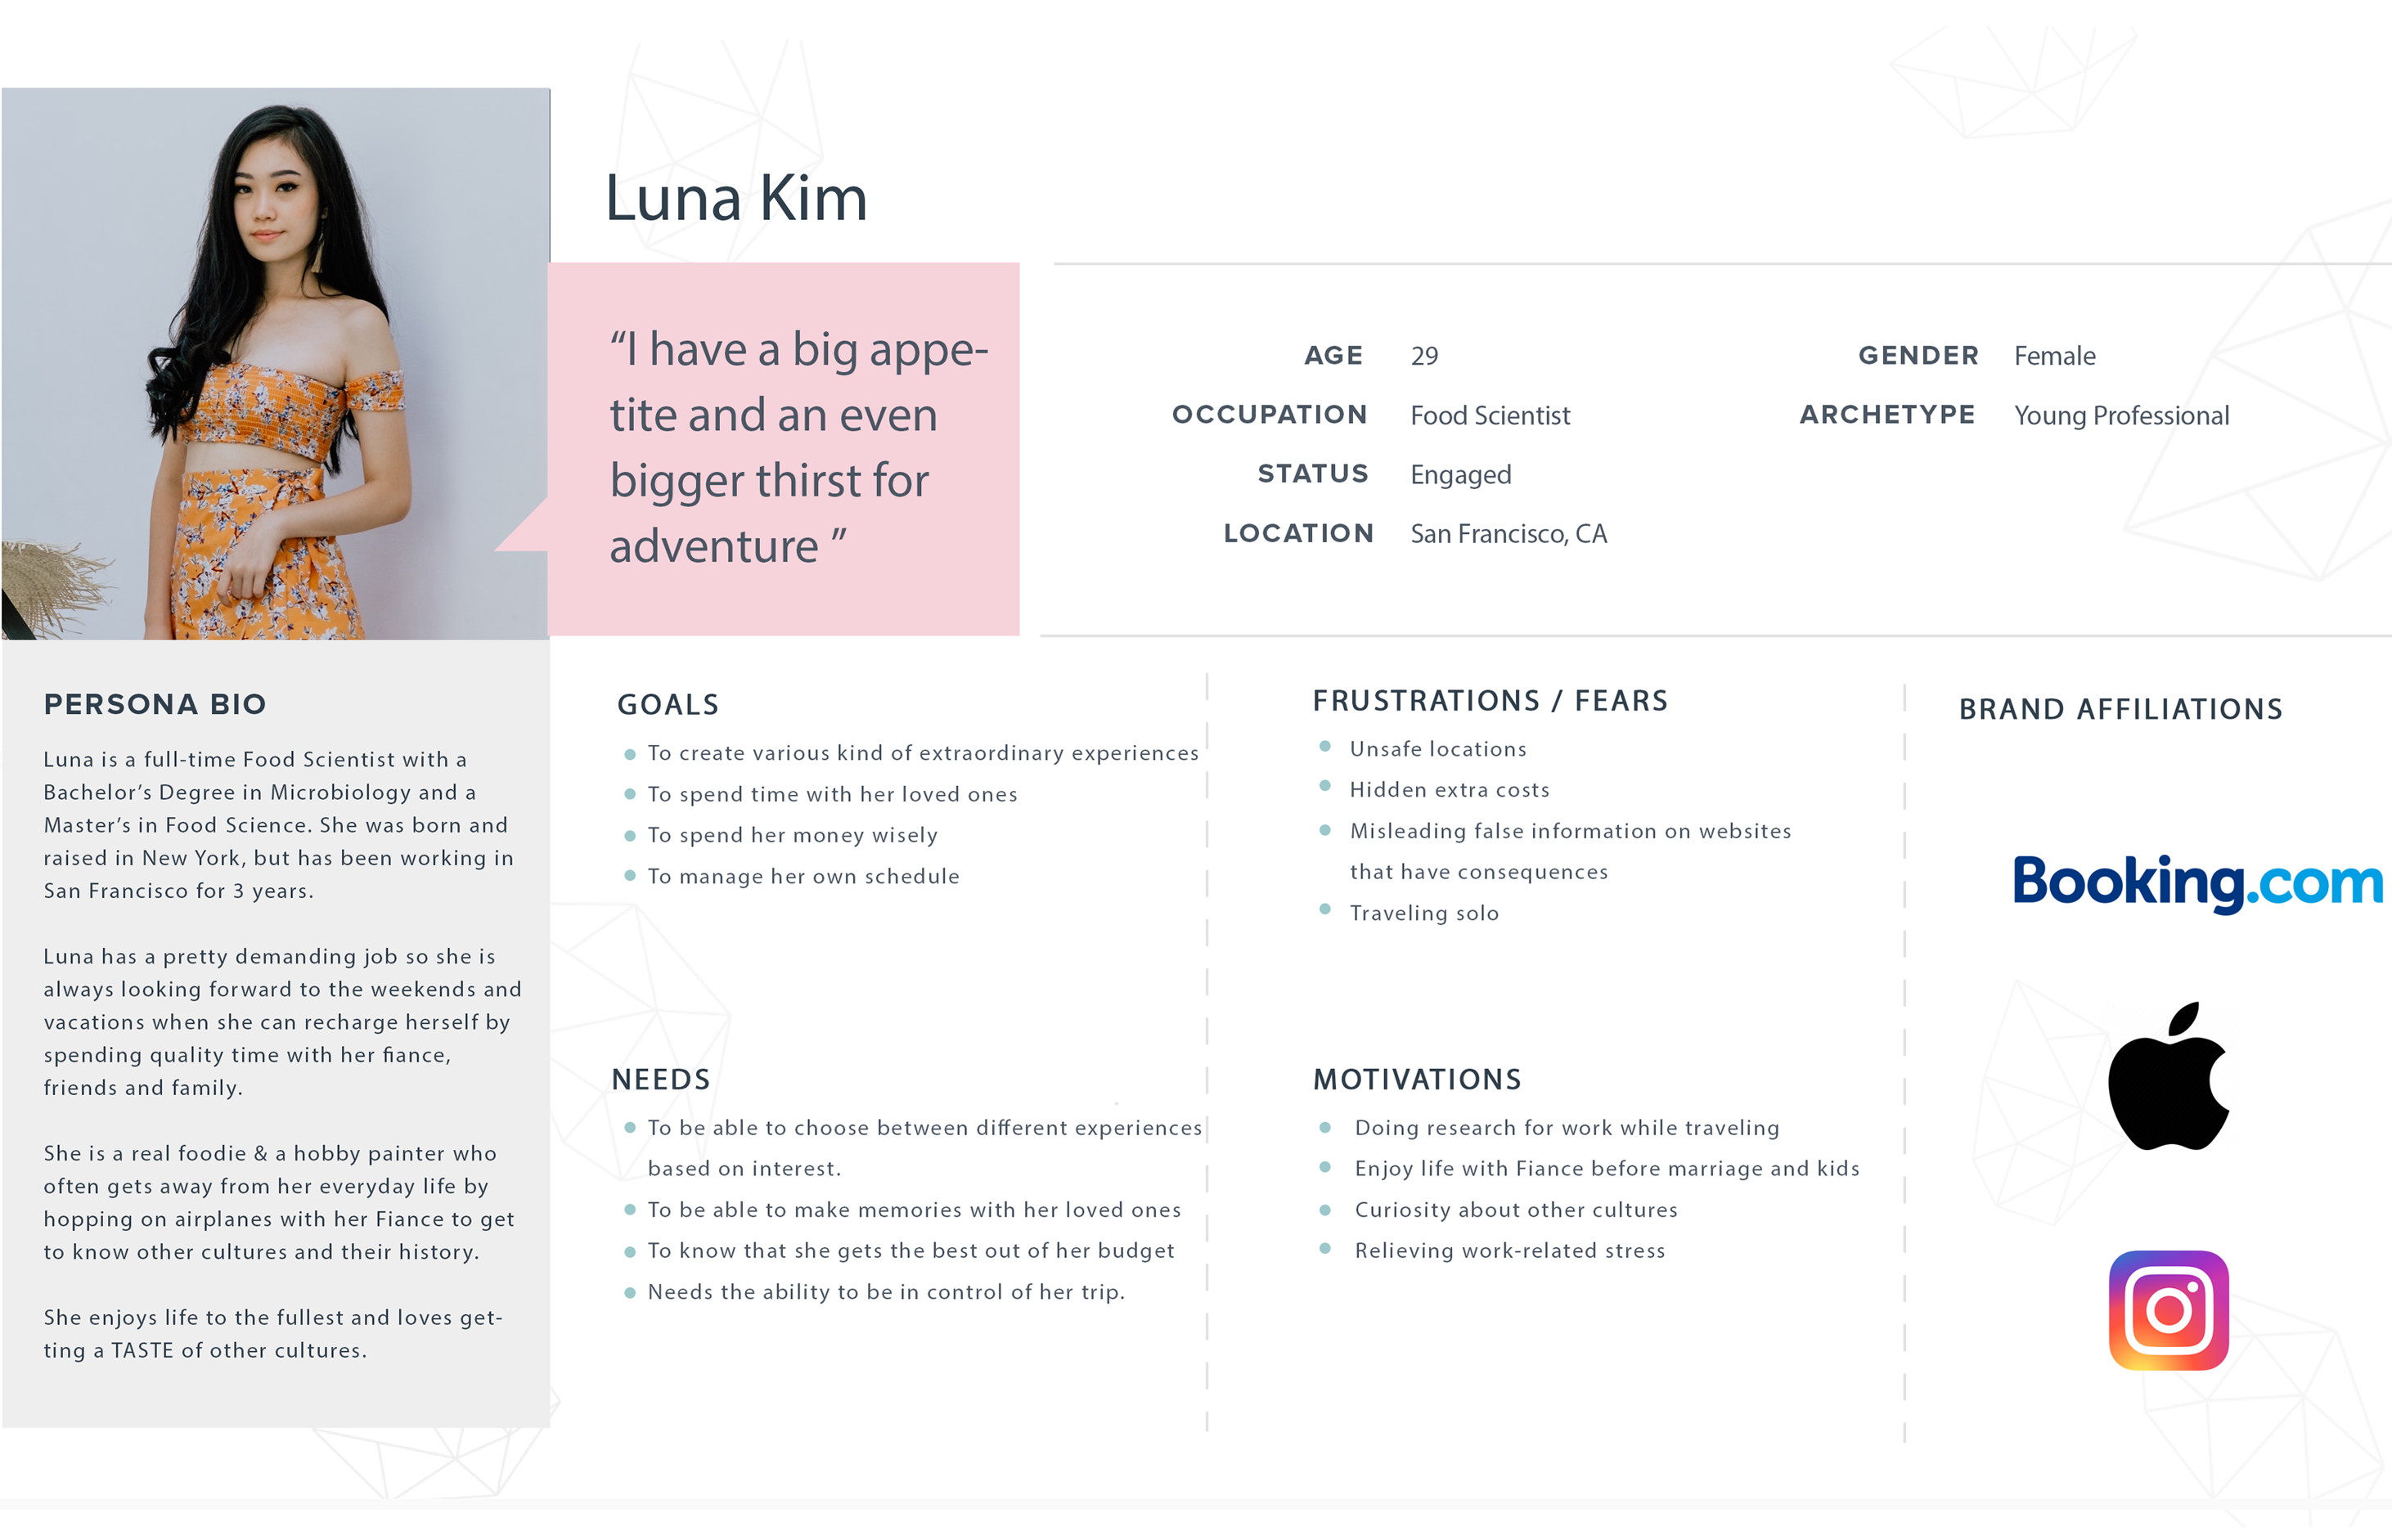 Luna Kim
“I have a big appe-
tite and an even
bigger thirst for
adventure ”
AGE 29
OCCUPATION Food Scientist
STATUS Engaged
LOCATION San Francisco, CA
GENDER Female
ARCHETYPE Young Professional
PERSONA BIO
Luna is a full-time Food Scientist with a
Bachelor’s Degree in Microbiology and a
Master’s in Food Science. She was born and
raised in New York, but has been working in
San Francisco for 3 years.
Luna has a pretty demanding job so she is
always looking forward to the weekends and
vacations when she can recharge herself by
spending quality time with her fiance,
friends and family.
She is a real foodie & a hobby painter who
often gets away from her everyday life by
hopping on airplanes with her Fiance to get
to know other cultures and their history.
She enjoys life to the fullest and loves get-
ting a TASTE of other cultures.
GOALS
To create various kind of extraordinary experiences
To spend time with her loved ones
To spend her money wisely
To manage her own schedule
NEEDS
To be able to choose between different experiences
based on interest.
To be able to make memories with her loved ones
To know that she gets the best out of her budget
Needs the ability to be in control of her trip.
FRUSTRATIONS / FEARS
Unsafe locations
Hidden extra costs
Misleading false information on websites
that have consequences
Traveling solo
MOTIVATIONS
Doing research for work while traveling
Enjoy life with Fiance before marriage and kids
Curiosity about other cultures
Relieving work-related stress
BRAND AFFILIATIONS
Booking.com